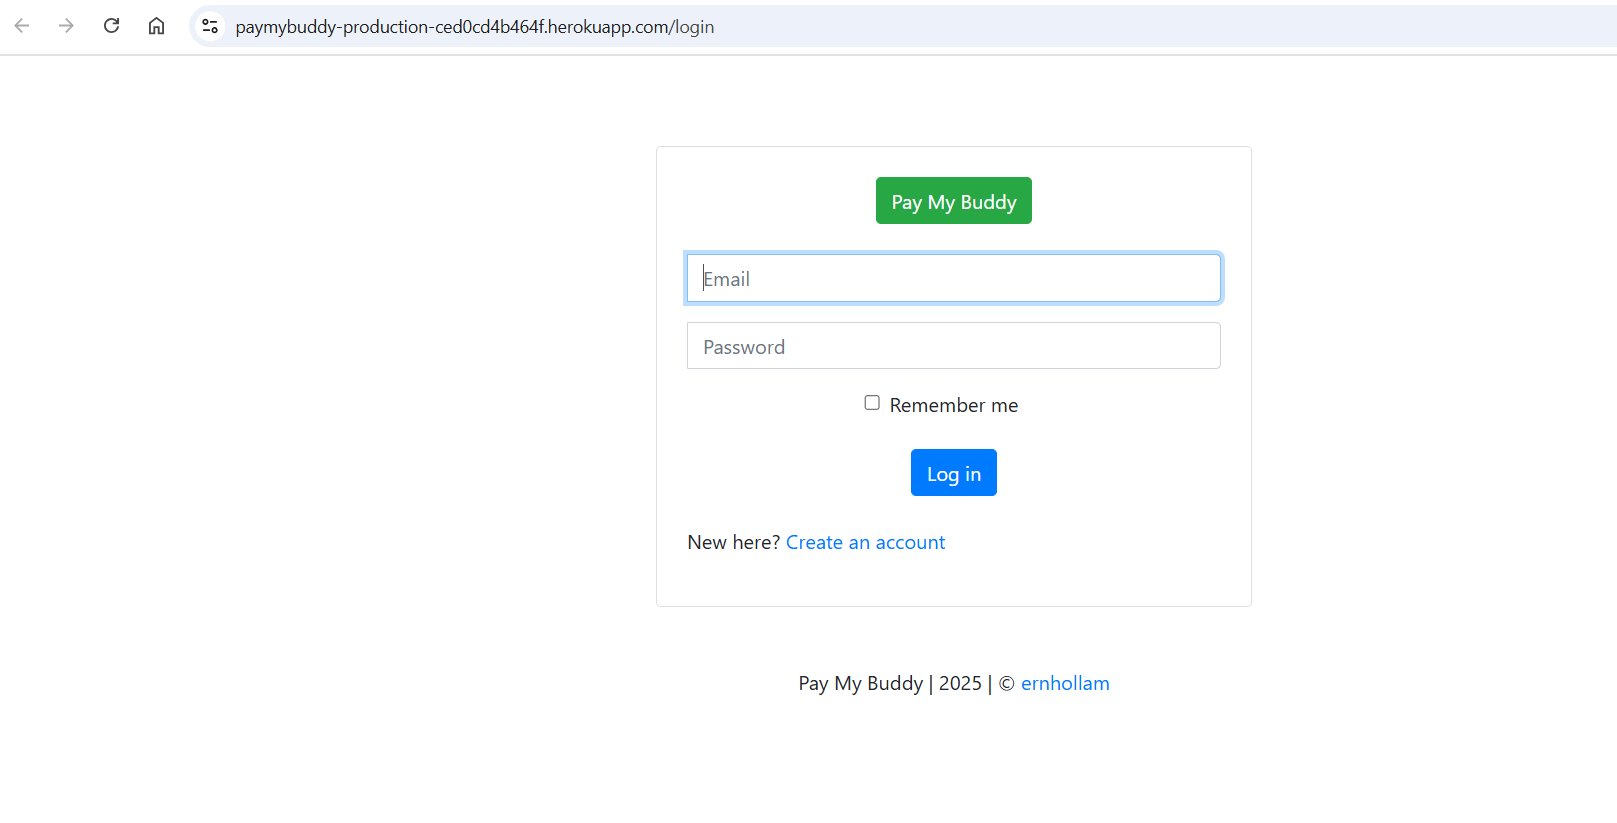 paymybuddy-production-ced0cd4b464f.herokuapp.com/login
Pay My Buddy
Email
Password
Remember me
Log in
New here? Create an account
Pay My Buddy | 2025 | © ernhollam